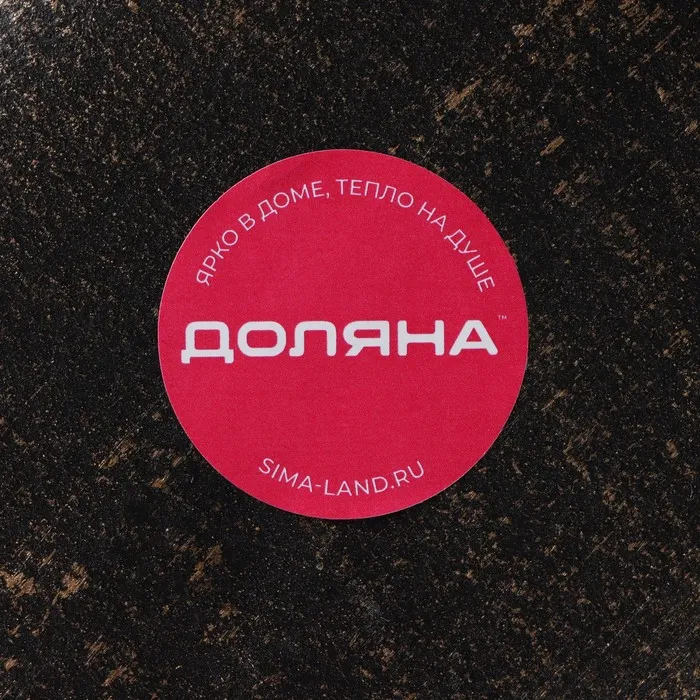 ЯРКО В ДОМЕ, ТЕПЛО НА ДУШЕ
ДОЛЯНА™
SIMA-LAND.RU